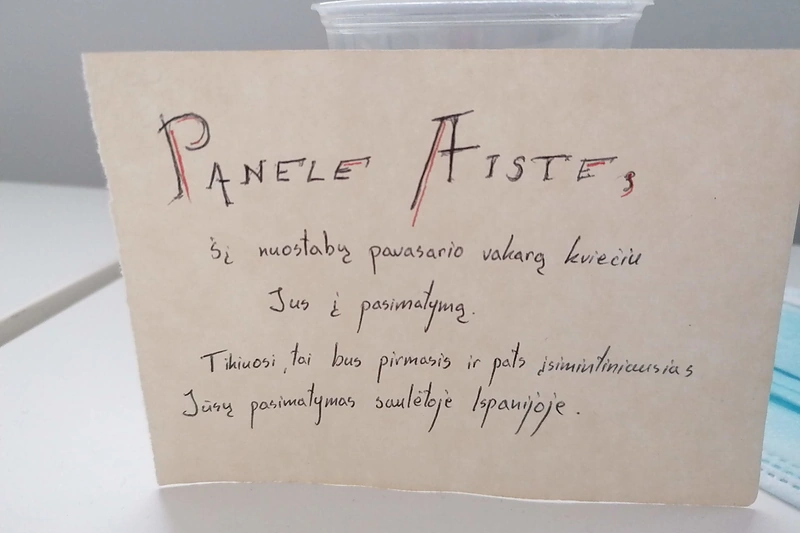 PANELE AISTE,
Šį nuostabų pavasario vakarą kviečiu
Jus į pasimatymą.
Tikiuosi, tai bus pirmasis ir pats įsimintiniausias
Jūsų pasimatymas saulėtoje Ispanijoje.